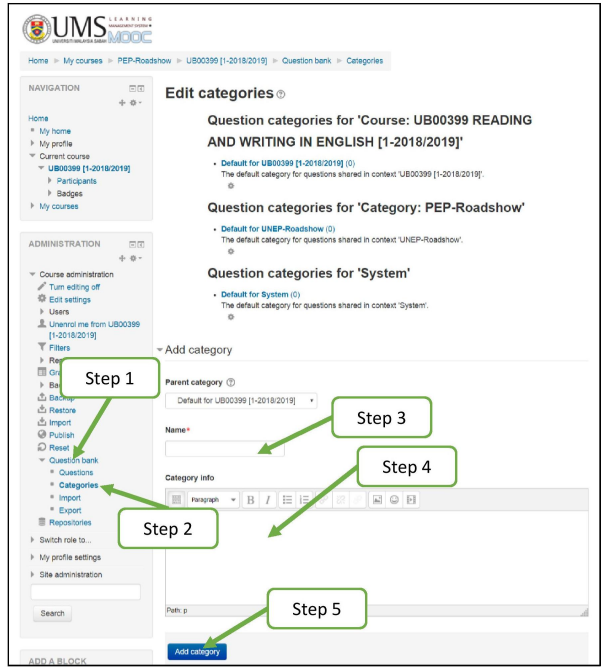 UMS LEARNING
MANAGEMENT SYSTEM
UNIVERSITI MALAYSIA SABAH MOOC
Home My courses PEP-Roadshow UB00399 [1-2018/2019] Question bank Categories
NAVIGATION
Home
My home
My profile
Current course
UB00399 [1-2018/2019]
Participants
Badges
My courses
ADMINISTRATION
Course administration
Turn editing off
Edit settings
Users
Unenrol me from UB00399
[1-2018/2019]
Filters
Backup
Restore
Import
Publish
Reset
Question bank
Questions
Categories
Import
Export
Repositories
Switch role to...
My profile settings
Site administration
Search
ADD A BLOCK
Edit categories
Question categories for 'Course: UB00399 READING
AND WRITING IN ENGLISH [1-2018/2019]'
Default for UB00399 [1-2018/2019] (0)
The default category for questions shared in context 'UB00399 [1-2018/2019]'.
Question categories for 'Category: PEP-Roadshow'
Default for UNEP-Roadshow (0)
The default category for questions shared in context 'UNEP-Roadshow'.
Question categories for 'System'
Default for System (0)
The default category for questions shared in context 'System'.
Add category
Parent category
Default for UB00399 [1-2018/2019]
Name*
Category info
Paragraph B I
Path: p
Add category
Step 1
Step 2
Step 3
Step 4
Step 5